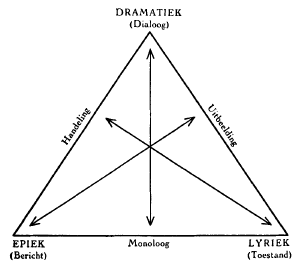 DRAMATIEK
(Dialoog)
Handeling
Uitbeelding
EPIEK
(Bericht)
Monoloog
LYRIEK
(Toestand)